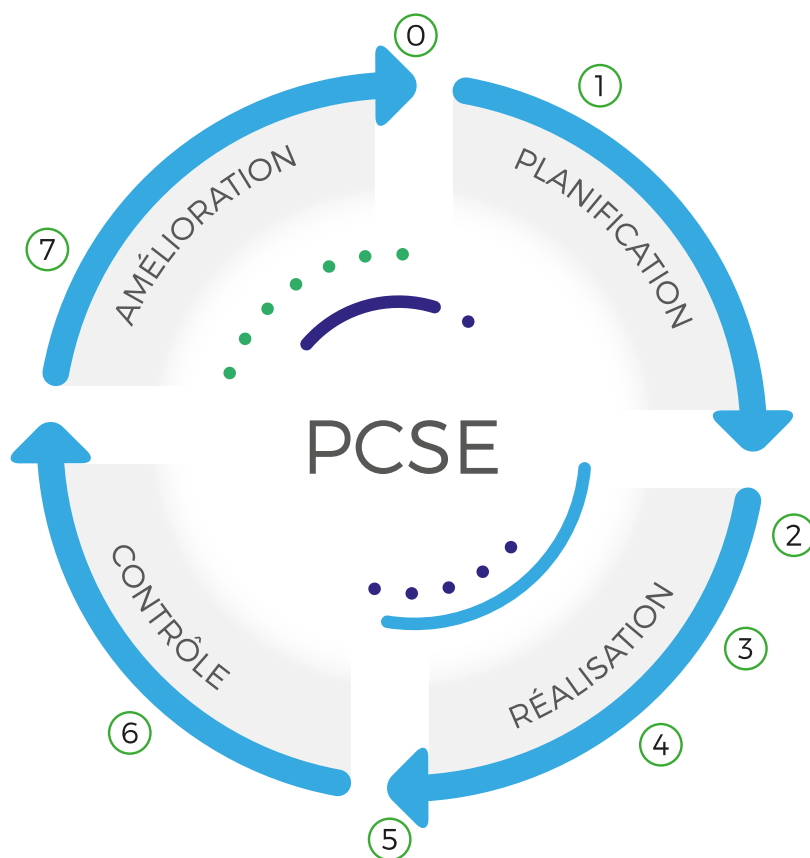 0
1
PLANIFICATION
2
3
RÉALISATION
4
5
CONTRÔLE
6
AMÉLIORATION
7
PCSE